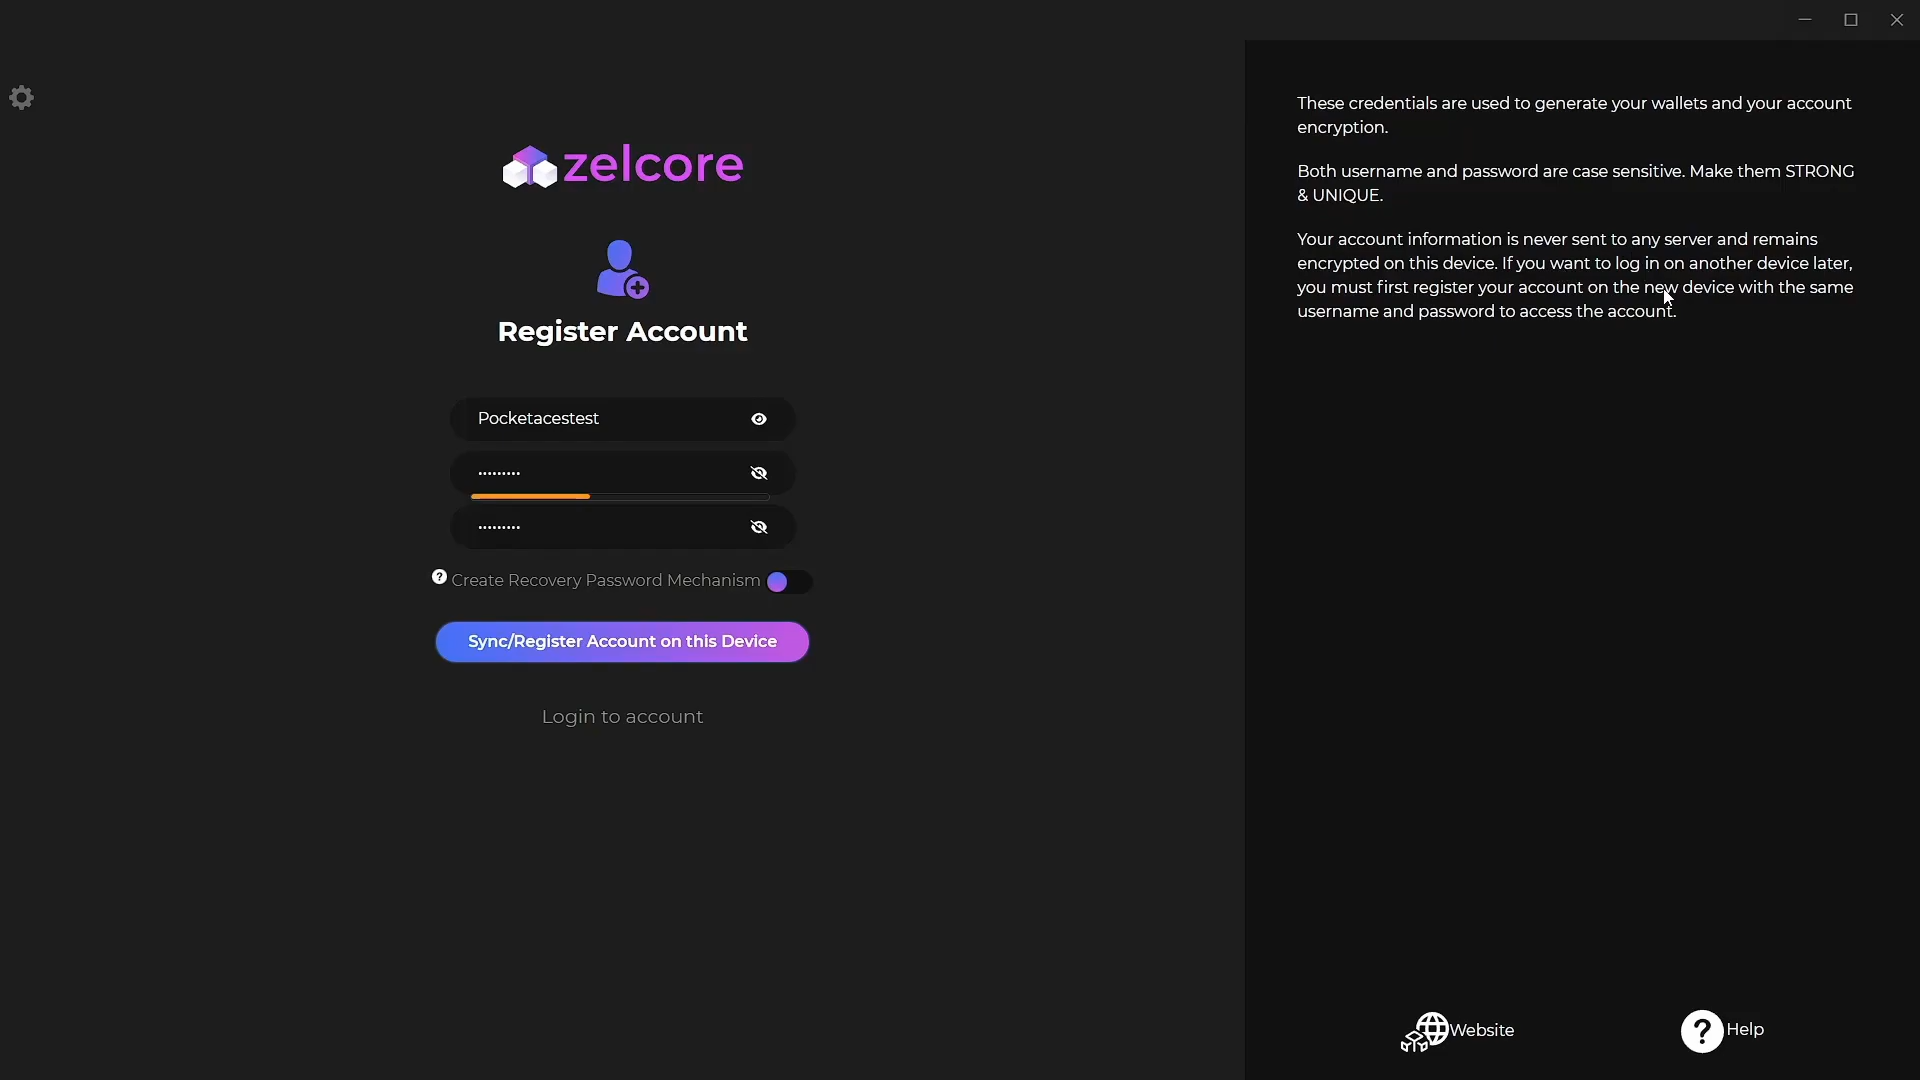 zelcore
Register Account
Pocketacestest
•••••••••
•••••••••
? Create Recovery Password Mechanism
Sync/Register Account on this Device
Login to account
These credentials are used to generate your wallets and your account
encryption.
Both username and password are case sensitive. Make them STRONG
& UNIQUE.
Your account information is never sent to any server and remains
encrypted on this device. If you want to log in on another device later,
you must first register your account on the new device with the same
username and password to access the account.
Website
? Help